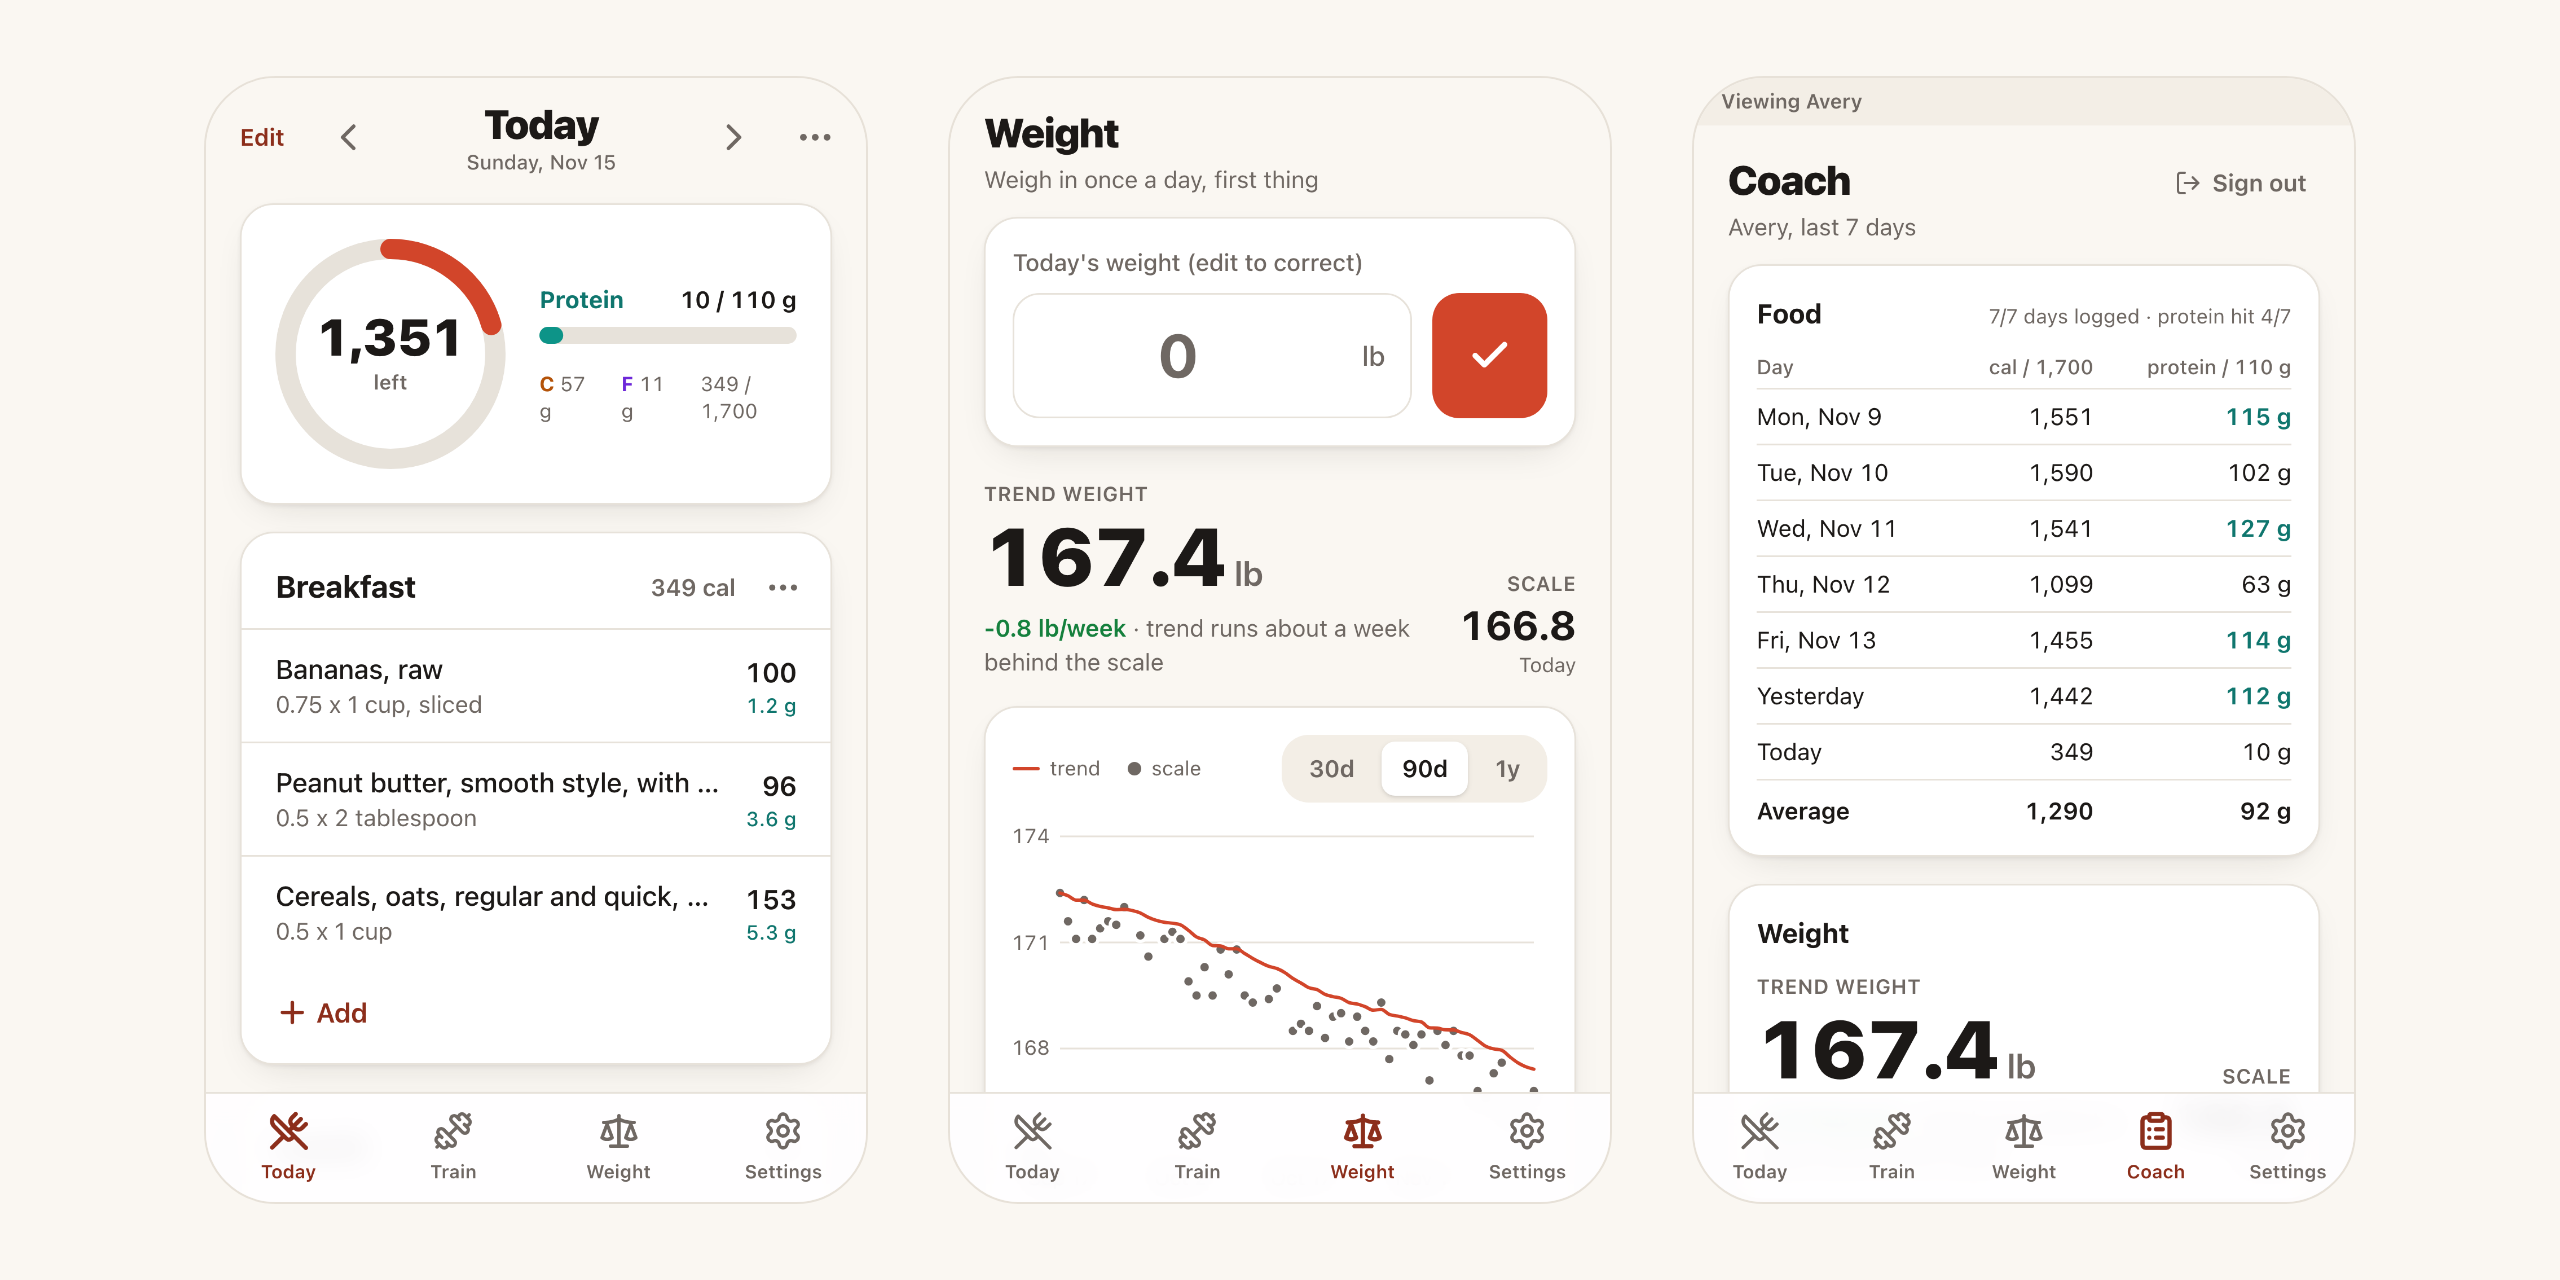 Edit
Today
Sunday, Nov 15
1,351
left
Protein 10 / 110 g
C 57 g
F 11 g
349 / 1,700
Breakfast 349 cal
Bananas, raw 100
0.75 x 1 cup, sliced 1.2 g
Peanut butter, smooth style, with ... 96
0.5 x 2 tablespoon 3.6 g
Cereals, oats, regular and quick, ... 153
0.5 x 1 cup 5.3 g
+ Add
Today Train Weight Settings
Weight
Weigh in once a day, first thing
Today's weight (edit to correct)
0 lb
TREND WEIGHT
167.4 lb
-0.8 lb/week · trend runs about a week
behind the scale
SCALE
166.8
Today
trend scale 30d 90d 1y
174
171
168
Today Train Weight Settings
Viewing Avery
Coach
Sign out
Avery, last 7 days
Food 7/7 days logged · protein hit 4/7
Day cal / 1,700 protein / 110 g
Mon, Nov 9 1,551 115 g
Tue, Nov 10 1,590 102 g
Wed, Nov 11 1,541 127 g
Thu, Nov 12 1,099 63 g
Fri, Nov 13 1,455 114 g
Yesterday 1,442 112 g
Today 349 10 g
Average 1,290 92 g
Weight
TREND WEIGHT
167.4 lb
SCALE
Today Train Weight Coach Settings